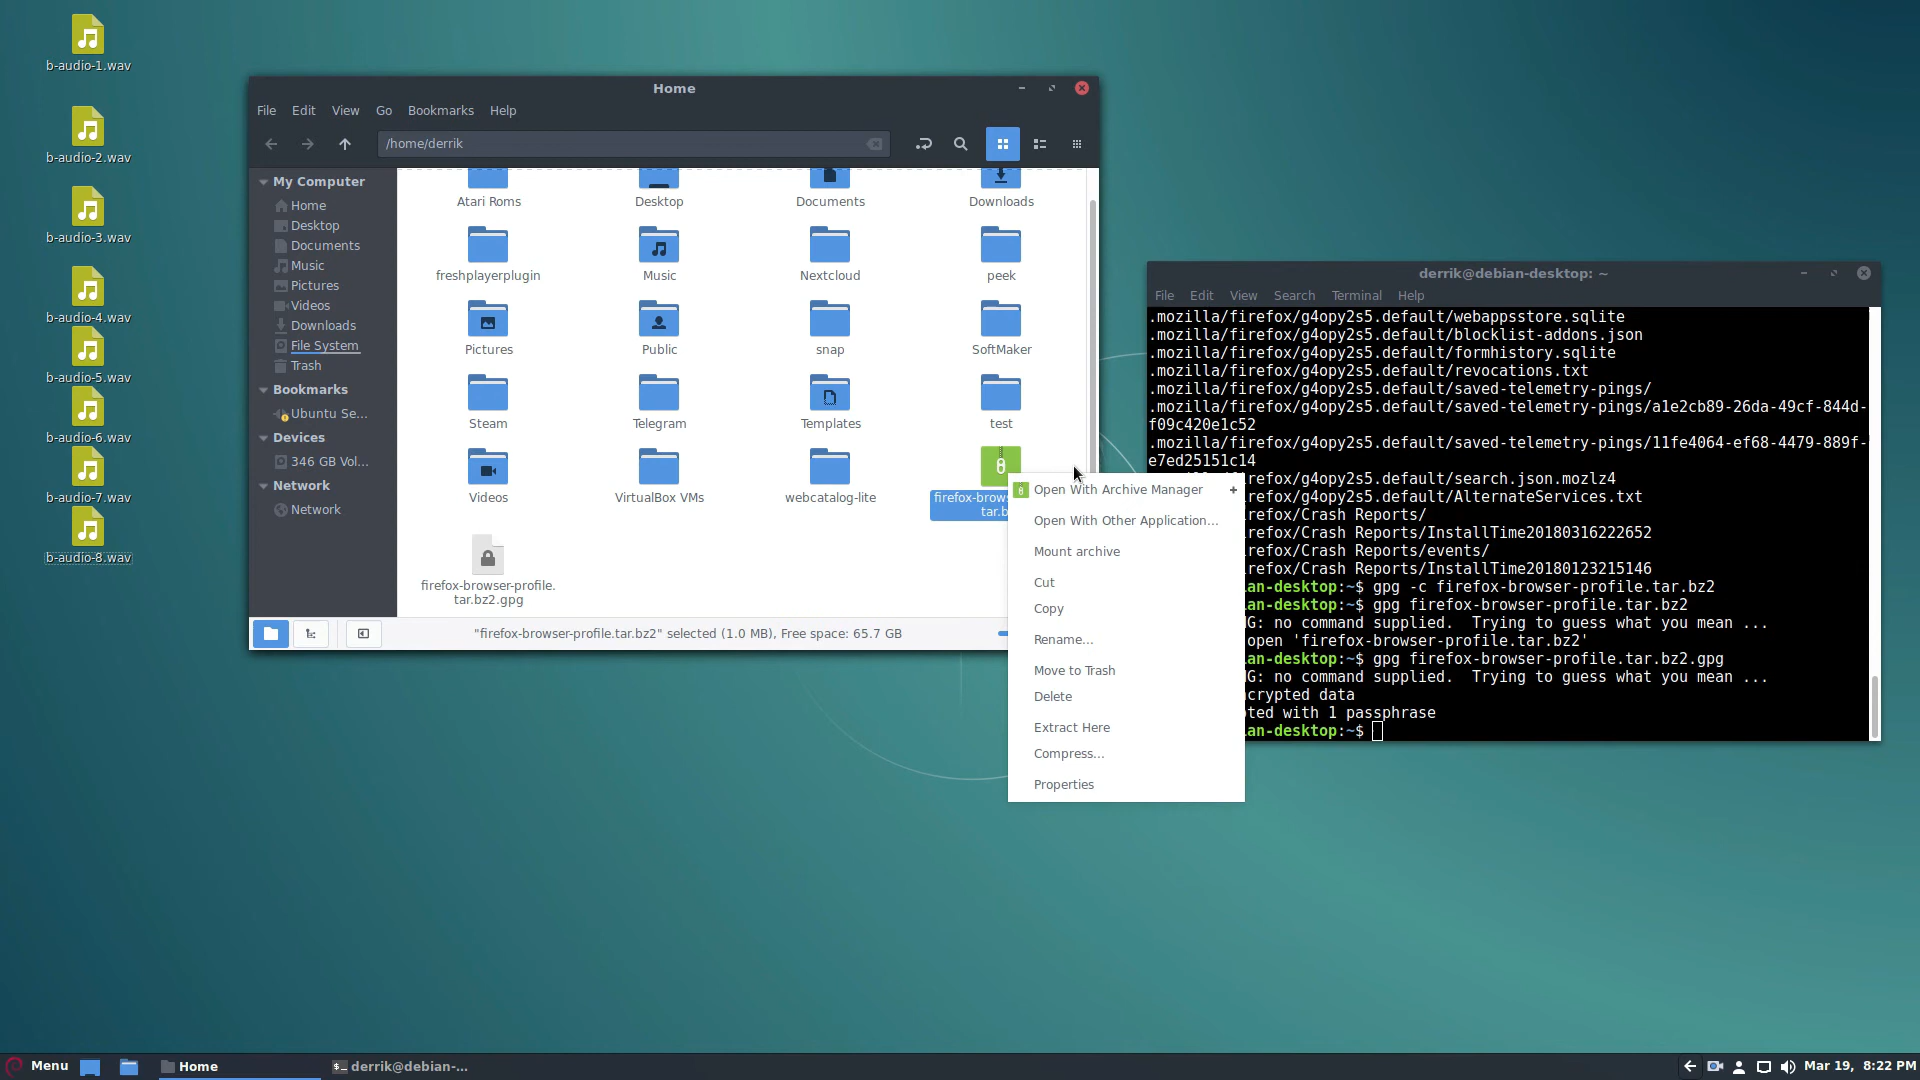 b-audio-1.wav
b-audio-2.wav
b-audio-3.wav
b-audio-4.wav
b-audio-5.wav
b-audio-6.wav
b-audio-7.wav
b-audio-8.wav
Home
File Edit View Go Bookmarks Help
/home/derrik
My Computer
Home
Desktop
Documents
Music
Pictures
Videos
Downloads
File System
Trash
Bookmarks
Ubuntu Se...
Devices
346 GB Vol...
Network
Network
Atari Roms Desktop Documents Downloads
freshplayerplugin Music Nextcloud peek
Pictures Public snap SoftMaker
Steam Telegram Templates test
Videos VirtualBox VMs webcatalog-lite firefox-brows
tar.b
firefox-browser-profile.
tar.bz2.gpg
"firefox-browser-profile.tar.bz2" selected (1.0 MB), Free space: 65.7 GB
Open With Archive Manager +
Open With Other Application...
Mount archive
Cut
Copy
Rename...
Move to Trash
Delete
Extract Here
Compress...
Properties
derrik@debian-desktop: ~
File Edit View Search Terminal Help
.mozilla/firefox/g4opy2s5.default/webappsstore.sqlite
.mozilla/firefox/g4opy2s5.default/blocklist-addons.json
.mozilla/firefox/g4opy2s5.default/formhistory.sqlite
.mozilla/firefox/g4opy2s5.default/revocations.txt
.mozilla/firefox/g4opy2s5.default/saved-telemetry-pings/
.mozilla/firefox/g4opy2s5.default/saved-telemetry-pings/a1e2cb89-26da-49cf-844d-
f09c420e1c52
.mozilla/firefox/g4opy2s5.default/saved-telemetry-pings/11fe4064-ef68-4479-889f-
e7ed25151c14
refox/g4opy2s5.default/search.json.mozlz4
refox/g4opy2s5.default/AlternateServices.txt
refox/Crash Reports/
refox/Crash Reports/InstallTime20180316222652
refox/Crash Reports/events/
refox/Crash Reports/InstallTime20180123215146
an-desktop:~$ gpg -c firefox-browser-profile.tar.bz2
an-desktop:~$ gpg firefox-browser-profile.tar.bz2
G: no command supplied.  Trying to guess what you mean ...
open 'firefox-browser-profile.tar.bz2'
an-desktop:~$ gpg firefox-browser-profile.tar.bz2.gpg
G: no command supplied.  Trying to guess what you mean ...
crypted data
ted with 1 passphrase
an-desktop:~$
Menu
Home
derrik@debian-...
Mar 19, 8:22 PM